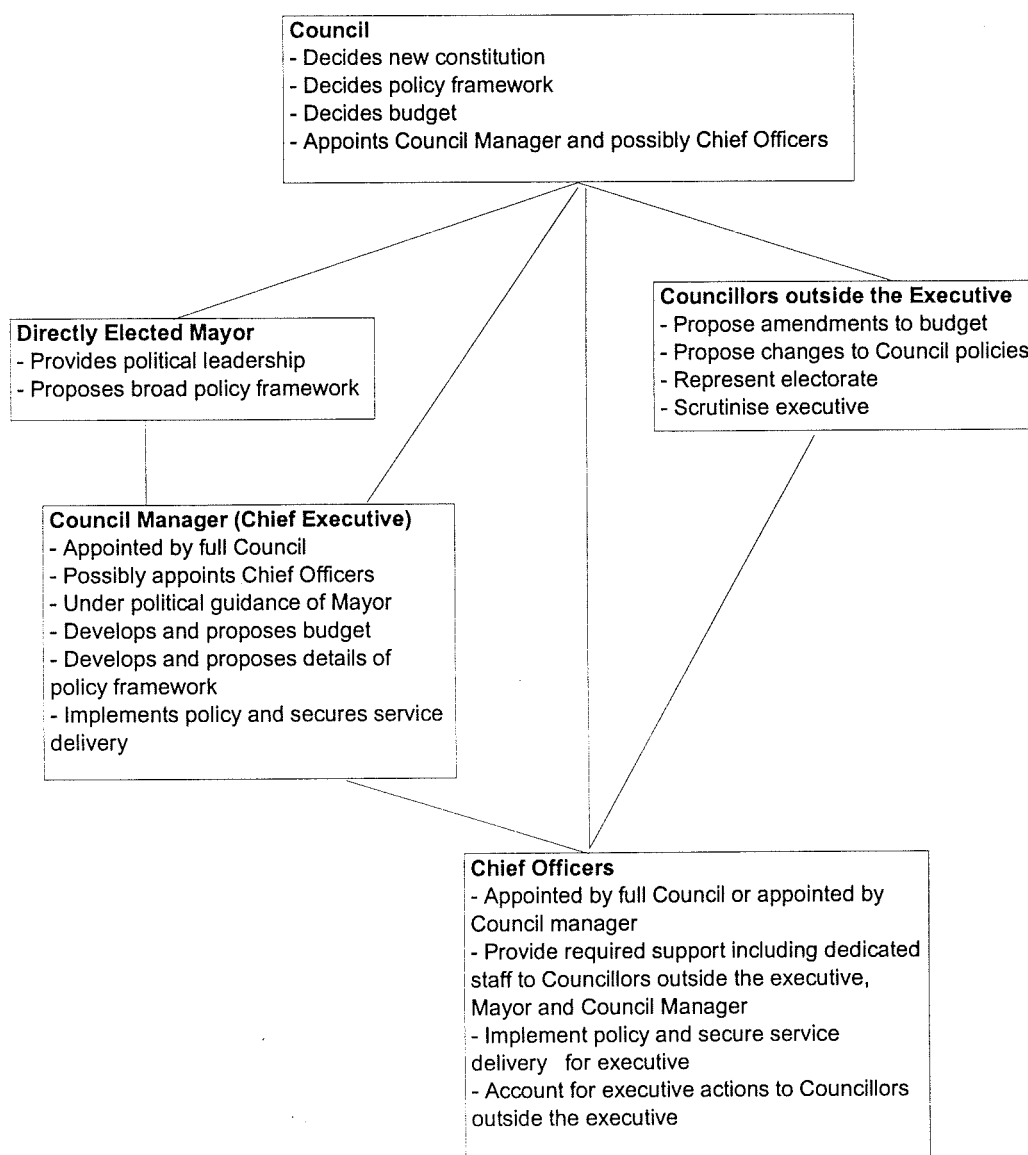 Council
- Decides new constitution
- Decides policy framework
- Decides budget
- Appoints Council Manager and possibly Chief Officers
Directly Elected Mayor
- Provides political leadership
- Proposes broad policy framework
Councillors outside the Executive
- Propose amendments to budget
- Propose changes to Council policies
- Represent electorate
- Scrutinise executive
Council Manager (Chief Executive)
- Appointed by full Council
- Possibly appoints Chief Officers
- Under political guidance of Mayor
- Develops and proposes budget
- Develops and proposes details of
policy framework
- Implements policy and secures service
delivery
Chief Officers
- Appointed by full Council or appointed by
Council manager
- Provide required support including dedicated
staff to Councillors outside the executive,
Mayor and Council Manager
- Implement policy and secure service
delivery for executive
- Account for executive actions to Councillors
outside the executive